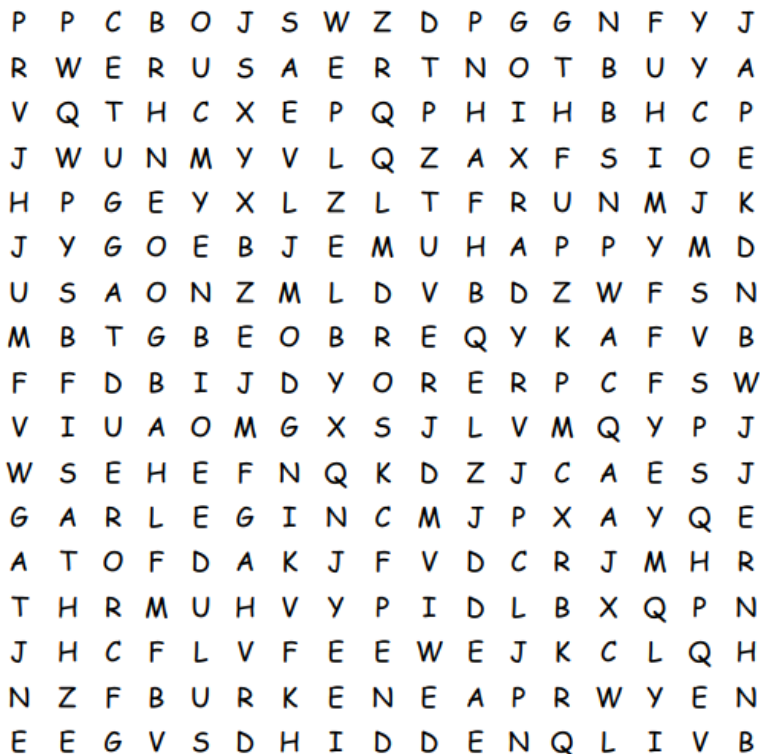 P P C B O J S W Z D P G G N F Y J
R W E R U S A E R T N O T B U Y A
V Q T H C X E P Q P H I H B H C P
J W U N M Y V L Q Z A X F S I O E
H P G E Y X L Z L T F R U N M J K
J Y G O E B J E M U H A P P Y M D
U S A O N Z M L D V B D Z W F S N
M B T G B E O B R E Q Y K A F V B
F F D B I J D Y O R E R P C F S W
V I U A O M G X S J L V M Q Y P J
W S E H E F N Q K D Z J C A E S J
G A R L E G I N C M J P X A Y Q E
A T O F D A K J F V D C R J M H R
T H R M U H V Y P I D L B X Q P N
J H C F L V F E E W E J K C L Q H
N Z F B U R K E N E A P R W Y E N
E E G V S D H I D D E N Q L I V B